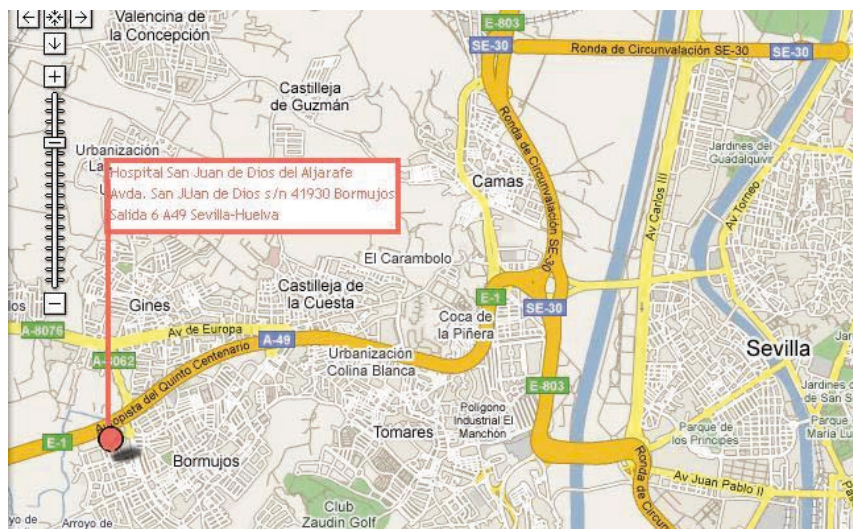 Valencina de
la Concepción
E-803
SE-30
Ronda de Circunvalación SE-30
SE-30
Castilleja
de Guzmán
Urbanización
Jardines del
Guadalquivir
Hospital San Juan de Dios del Aljarafe
Avda. San JUan de Dios s/n 41930 Bormujos
Salida 6 A49 Sevilla-Huelva
Camas
Ronda de Circunvalación SE-30
Av Carlos III
Av Torneo
El Carambolo
Castilleja de
la Cuesta
Gines
E-1
SE-30
Coca de
la Piñera
A-8076
Av de Europa
A-49
A-8062
Urbanización
Colina Blanca
Sevilla
Autopista del Quinto Centenario
E-803
Jardines d
de San S
Poligono
Industrial El
Manchón
Parque de
los Principes
Parque
Maria Lu
E-1
Tomares
Bormujos
Ronda de Circ
Av Juan Pablo II
Club
Zaudin Golf
Arroyo de